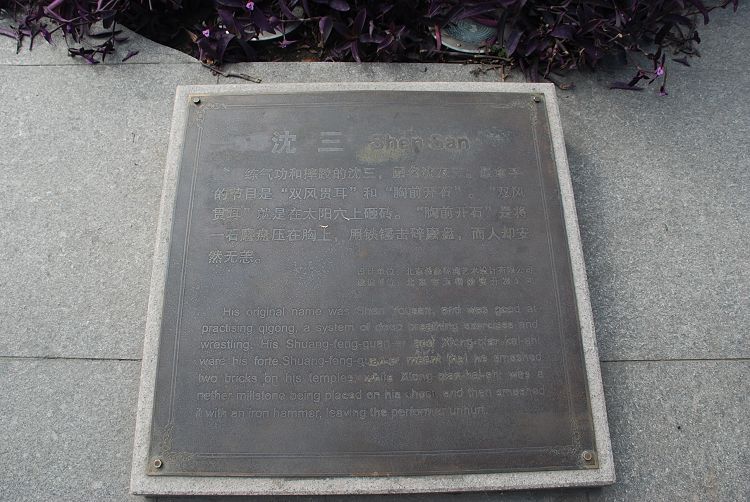 沈 三 Shen San
练气功和摔跤的沈三，原名沈友三。最拿手
的节目是“双风贯耳”和“胸前开石”。“双风
贯耳”就是在太阳穴上砸砖。“胸前开石”是将
一石磨盘压在胸上，用铁锤击碎磨盘，而人却安
然无恙。
设计单位：
His original name was Shen Yousan, and was good at
practising qigong, a system of deep breathing exercises and
wrestling. His Shuang-feng-guan-er and Xiong-qian-kai-shi
were his forte.Shuang-feng-guan-er meant that he smashed
two bricks on his temples, while Xiong-qian-kai-shi was a
nether millstone being placed on his chest and then smashed
it with an iron hammer, leaving the performer unhurt.